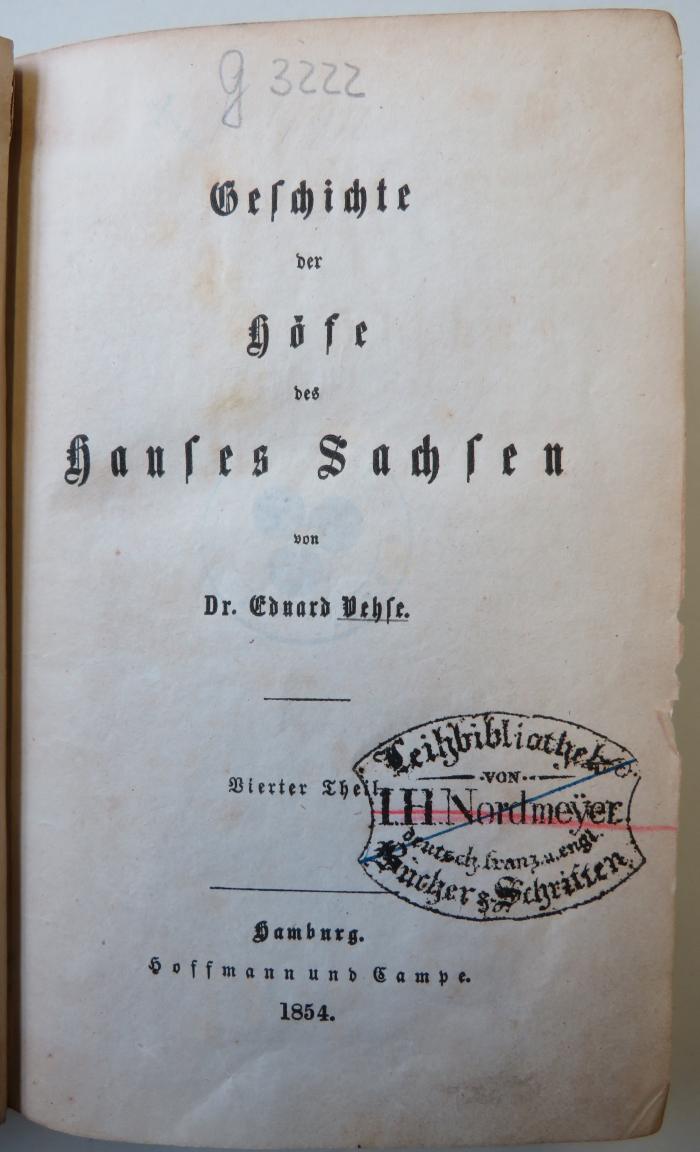 g 3222
Geſchichte
der
Höfe
des
Hauſes Sachſen
von
Dr. Eduard Vehſe.
Vierter Theil
Leihbibliothek
VON
I.H. Nordmeÿer
deutsch. franz. u. engl.
Bücher & Schriften
Hamburg.
Hoffmann und Campe.
1854.